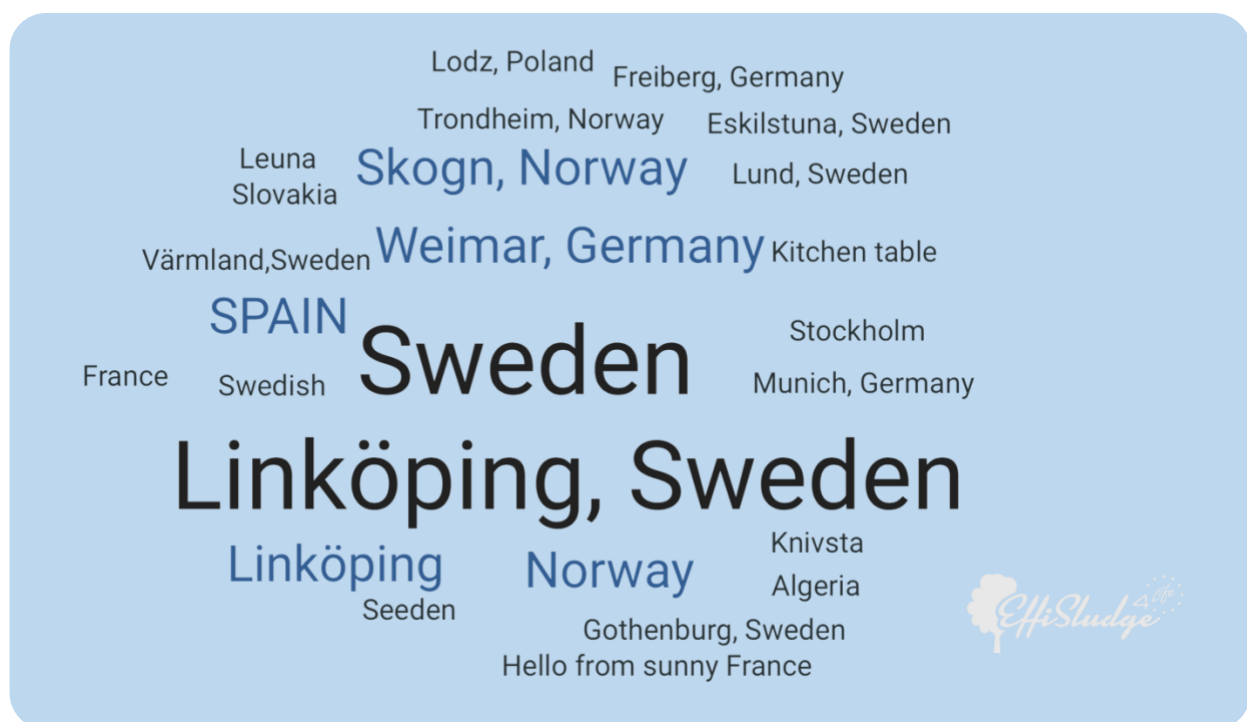 Lodz, Poland
Freiberg, Germany
Trondheim, Norway
Eskilstuna, Sweden
Leuna
Skogn, Norway
Lund, Sweden
Slovakia
Värmland,Sweden
Weimar, Germany
Kitchen table
SPAIN
Sweden
Stockholm
France
Swedish
Munich, Germany
Linköping, Sweden
Linköping
Norway
Knivsta
Algeria
Seeden
Gothenburg, Sweden
Hello from sunny France
EffiSludge 4 life